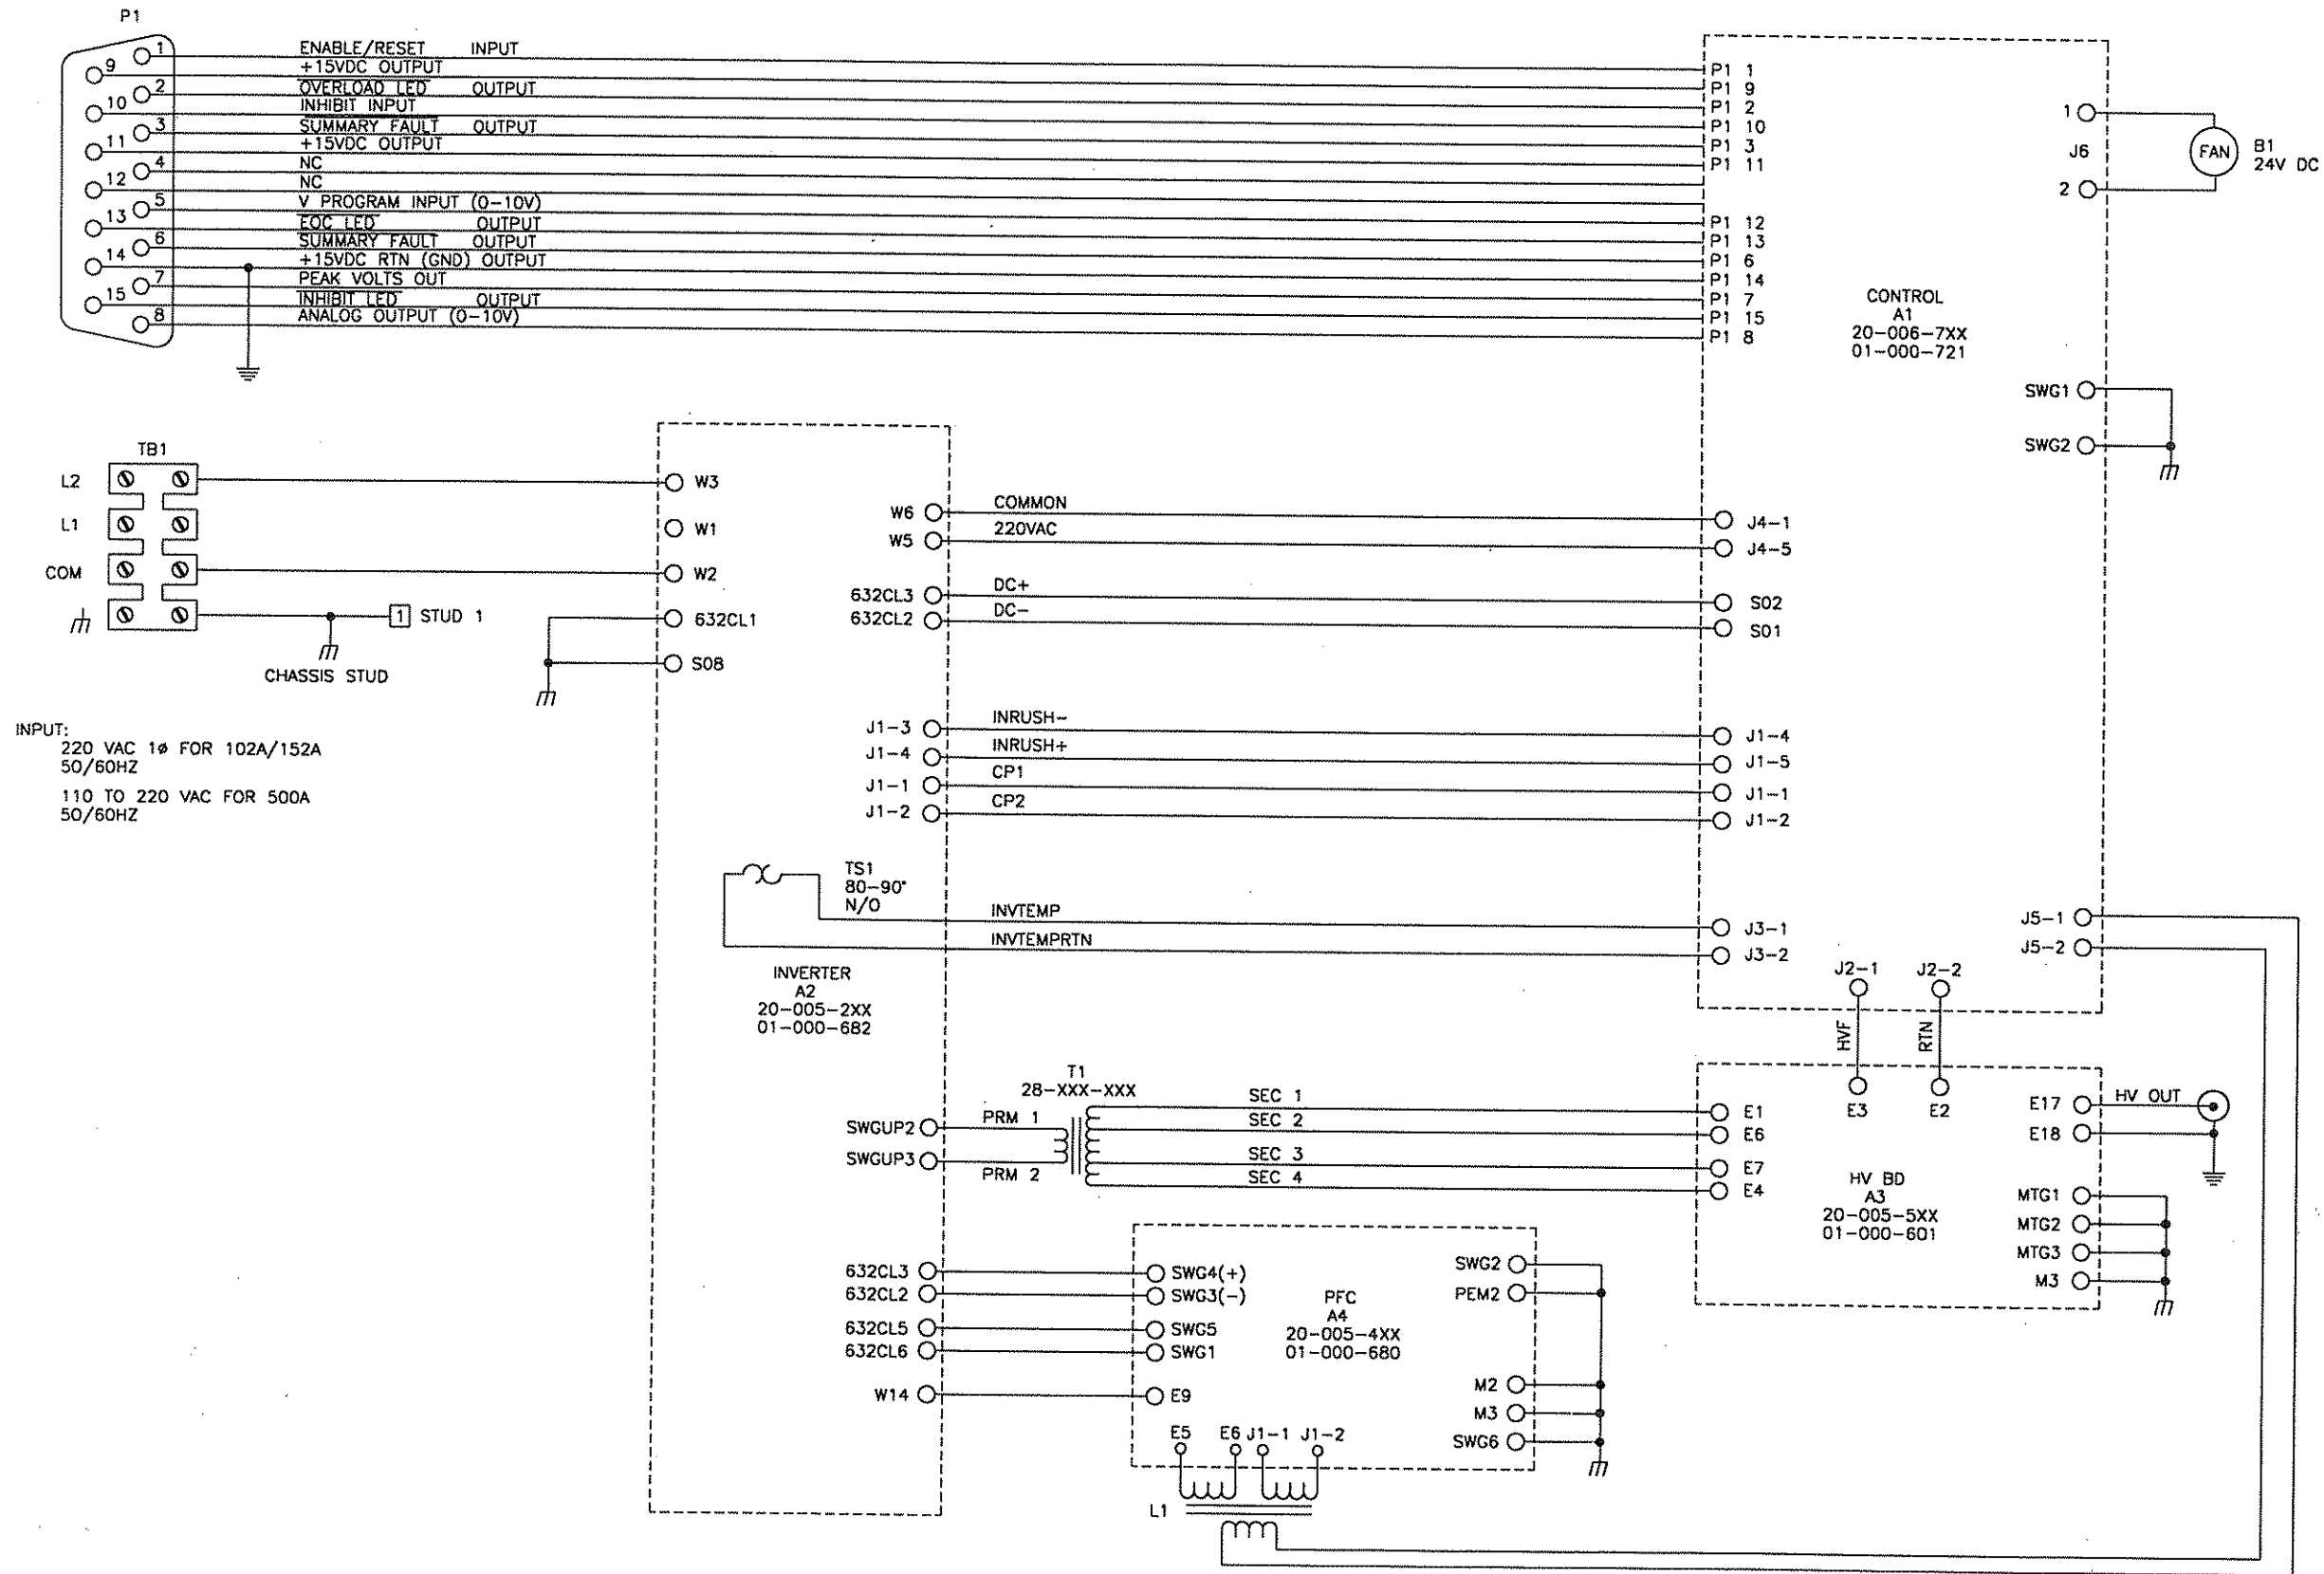 P1
1 ENABLE/RESET INPUT P1 1
9 +15VDC OUTPUT P1 9
2 OVERLOAD LED OUTPUT P1 2
10 INHIBIT INPUT P1 10
3 SUMMARY FAULT OUTPUT P1 3
11 +15VDC OUTPUT P1 11
4 NC
12 NC
5 V PROGRAM INPUT (0-10V) P1 12
13 EOC LED OUTPUT P1 13
6 SUMMARY FAULT OUTPUT P1 6
14 +15VDC RTN (GND) OUTPUT P1 14
7 PEAK VOLTS OUT P1 7
15 INHIBIT LED OUTPUT P1 15
8 ANALOG OUTPUT (0-10V) P1 8
1
J6
2
FAN
B1
24V DC
CONTROL
A1
20-006-7XX
01-000-721
SWG1
SWG2
TB1
L2
L1
COM
1 STUD 1
CHASSIS STUD
W3
W1
W2
632CL1
S08
W6 COMMON J4-1
W5 220VAC J4-5
632CL3 DC+ S02
632CL2 DC- S01
INPUT:
220 VAC 1ø FOR 102A/152A
50/60HZ
110 TO 220 VAC FOR 500A
50/60HZ
J1-3 INRUSH- J1-4
J1-4 INRUSH+ J1-5
J1-1 CP1 J1-1
J1-2 CP2 J1-2
TS1
80-90°
N/O
INVTEMP J3-1
INVTEMPRTN J3-2
J5-1
J5-2
J2-1 J2-2
HVF RTN
E3 E2
INVERTER
A2
20-005-2XX
01-000-682
T1
28-XXX-XXX
SWGUP2 PRM 1
SWGUP3 PRM 2
SEC 1 E1
SEC 2 E6
SEC 3 E7
SEC 4 E4
E17 HV OUT
E18
HV BD
A3
20-005-5XX
01-000-601
MTG1
MTG2
MTG3
M3
632CL3 SWG4(+)
632CL2 SWG3(-)
632CL5 SWG5
632CL6 SWG1
W14 E9
PFC
A4
20-005-4XX
01-000-680
SWG2
PEM2
M2
M3
SWG6
E5 E6 J1-1 J1-2
L1